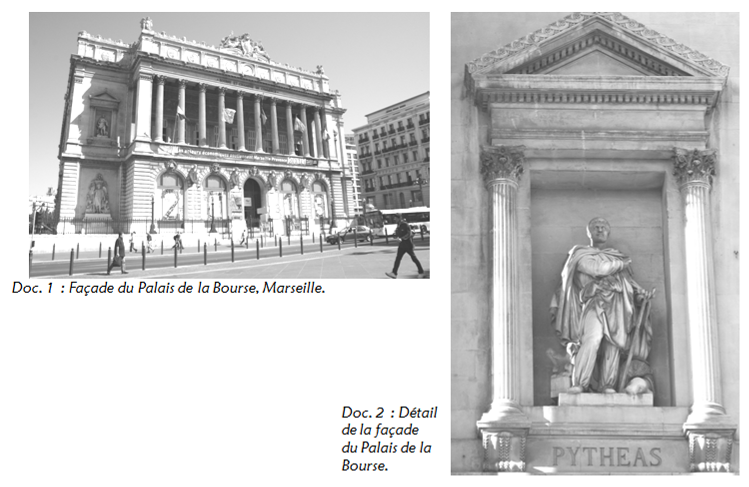 Doc. 1 : Façade du Palais de la Bourse, Marseille.
Doc. 2 : Détail
de la façade
du Palais de la
Bourse.
PYTHEAS